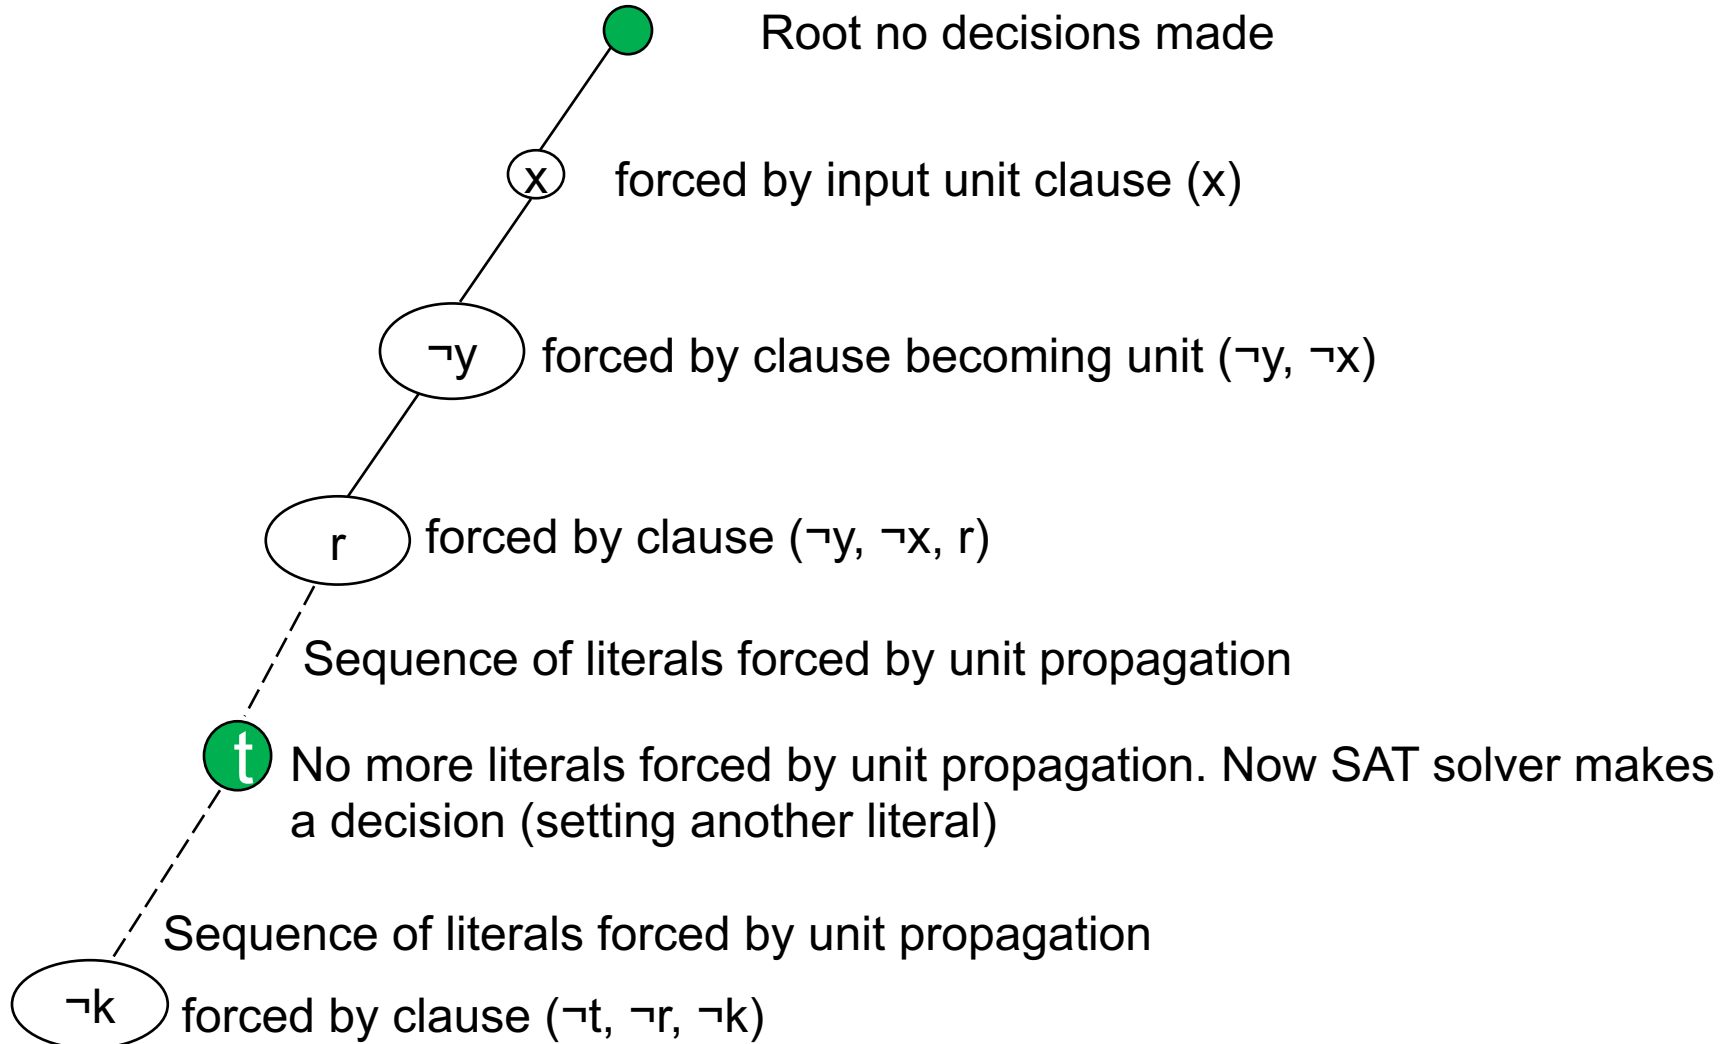 Root no decisions made
x
forced by input unit clause (x)
¬y
forced by clause becoming unit (¬y, ¬x)
r
forced by clause (¬y, ¬x, r)
Sequence of literals forced by unit propagation
t
No more literals forced by unit propagation. Now SAT solver makes
a decision (setting another literal)
Sequence of literals forced by unit propagation
¬k
forced by clause (¬t, ¬r, ¬k)